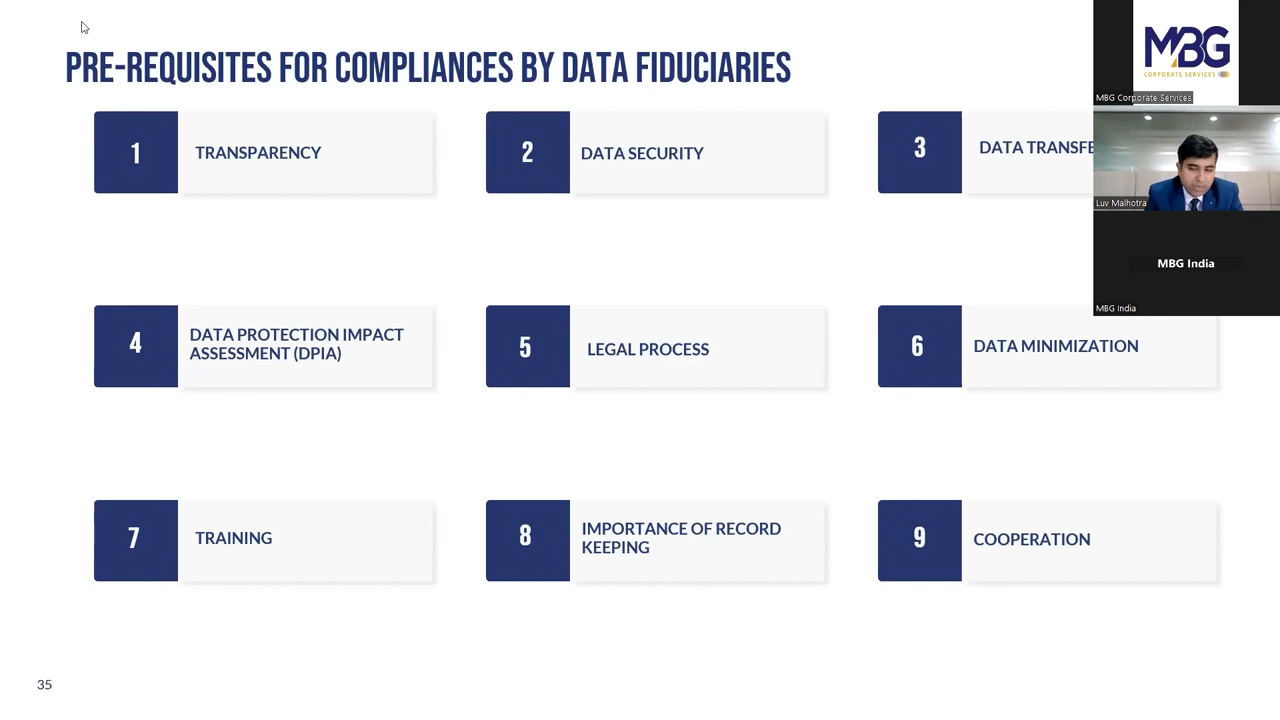 PRE-REQUISITES FOR COMPLIANCES BY DATA FIDUCIARIES
MBG
CORPORATE SERVICES
MBG Corporate Services
1
TRANSPARENCY
2
DATA SECURITY
3
DATA
Luv Malhotra
MBG India
MBG India
4
DATA PROTECTION IMPACT
ASSESSMENT (DPIA)
5
LEGAL PROCESS
6
DATA MINIMIZATION
7
TRAINING
8
IMPORTANCE OF RECORD
KEEPING
9
COOPERATION
35